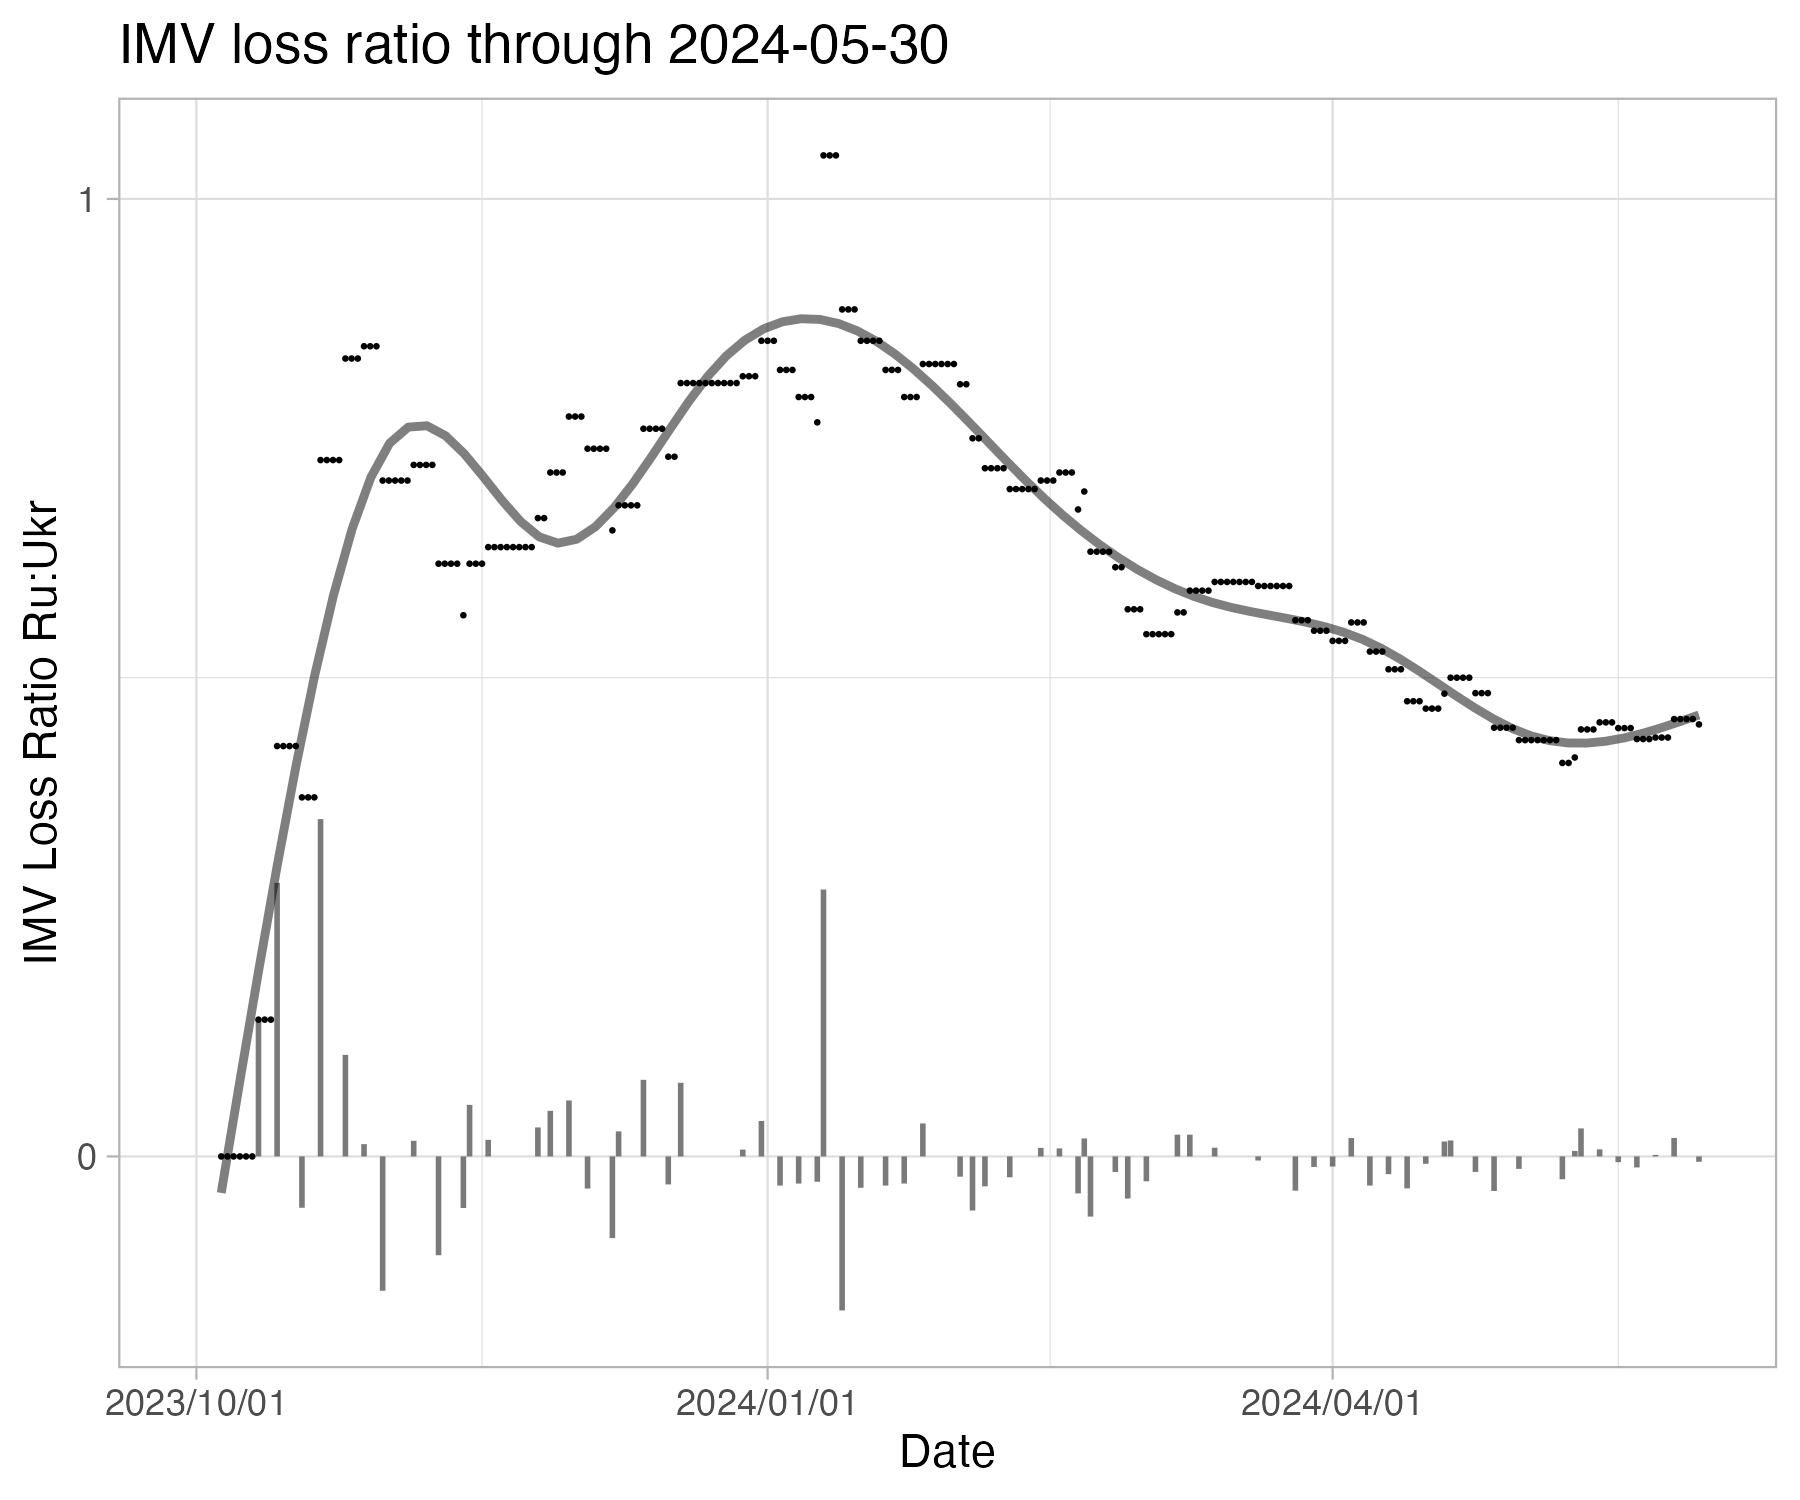 IMV loss ratio through 2024-05-30
IMV Loss Ratio Ru:Ukr
1
0
2023/10/01
2024/01/01
2024/04/01
Date